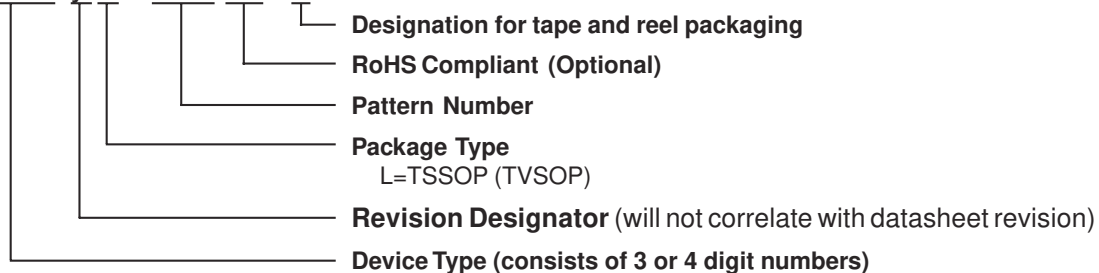 Designation for tape and reel packaging
RoHS Compliant (Optional)
Pattern Number
Package Type
L=TSSOP (TVSOP)
Revision Designator (will not correlate with datasheet revision)
Device Type (consists of 3 or 4 digit numbers)